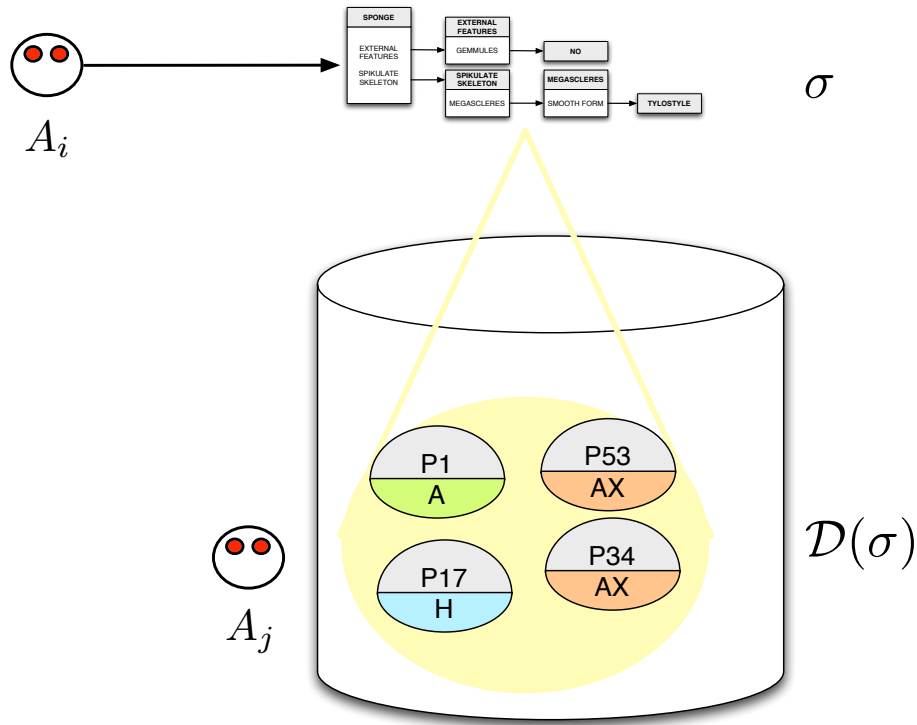 SPONGE
EXTERNAL
FEATURES
SPIKULATE
SKELETON
EXTERNAL
FEATURES
GEMMULES
NO
SPIKULATE
SKELETON
MEGASCLERES
MEGASCLERES
SMOOTH FORM
TYLOSTYLE
σ
A_i
P1
A
P53
AX
P17
H
P34
AX
A_j
𝒟(σ)